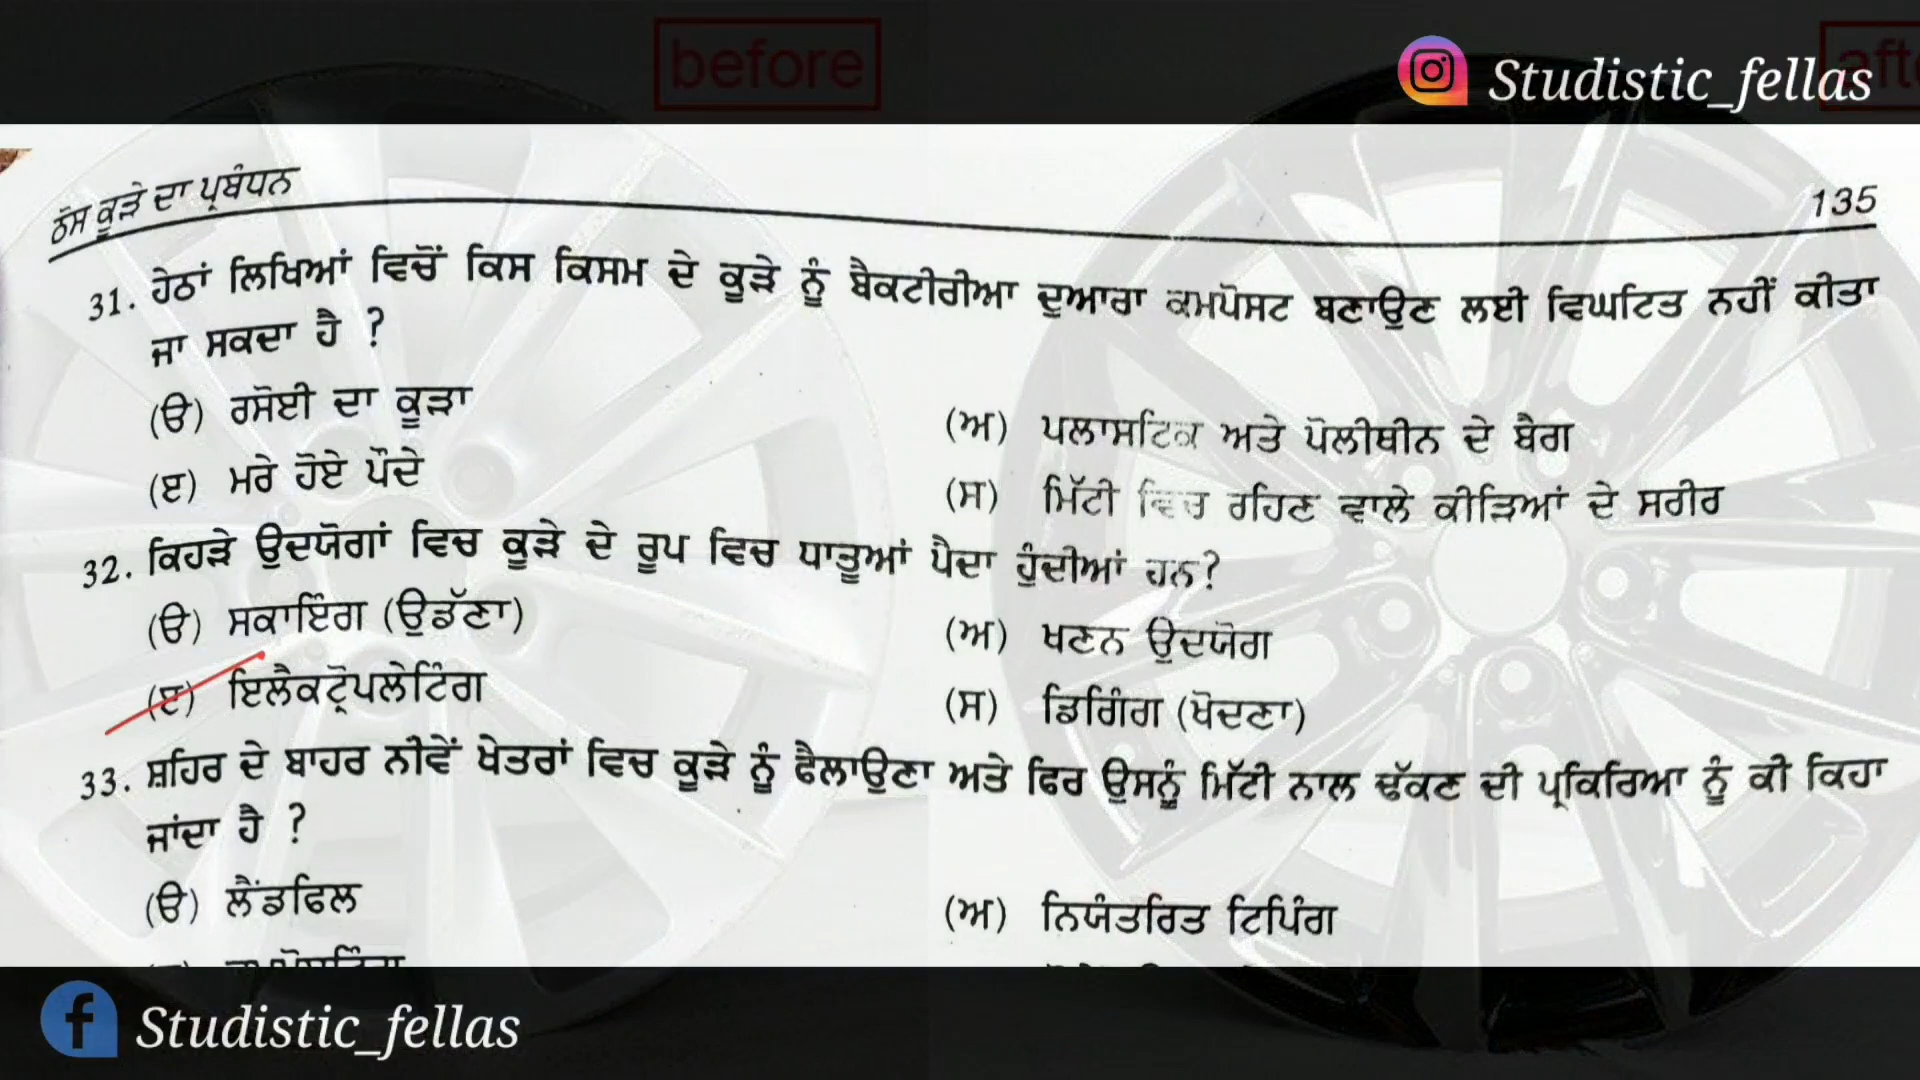 before
Studistic_fellas
ਠੋਸ ਕੂੜੇ ਦਾ ਪ੍ਰਬੰਧਨ
135
31. ਹੇਠਾਂ ਲਿਖਿਆਂ ਵਿਚੋਂ ਕਿਸ ਕਿਸਮ ਦੇ ਕੂੜੇ ਨੂੰ ਬੈਕਟੀਰੀਆ ਦੁਆਰਾ ਕਮਪੋਸਟ ਬਣਾਉਣ ਲਈ ਵਿਘਟਿਤ ਨਹੀਂ ਕੀਤਾ
ਜਾ ਸਕਦਾ ਹੈ ?
(ੳ) ਰਸੋਈ ਦਾ ਕੂੜਾ
(ਅ) ਪਲਾਸਟਿਕ ਅਤੇ ਪੋਲੀਥੀਨ ਦੇ ਬੈਗ
(ੲ) ਮਰੇ ਹੋਏ ਪੌਦੇ
(ਸ) ਮਿੱਟੀ ਵਿਚ ਰਹਿਣ ਵਾਲੇ ਕੀੜਿਆਂ ਦੇ ਸਰੀਰ
32. ਕਿਹੜੇ ਉਦਯੋਗਾਂ ਵਿਚ ਕੂੜੇ ਦੇ ਰੂਪ ਵਿਚ ਧਾਤੂਆਂ ਪੈਦਾ ਹੁੰਦੀਆਂ ਹਨ?
(ੳ) ਸਕਾਇੰਗ (ਉਡੱਣਾ)
(ਅ) ਖਣਨ ਉਦਯੋਗ
(ੲ) ਇਲੈਕਟ੍ਰੋਪਲੇਟਿੰਗ
(ਸ) ਡਿਗਿੰਗ (ਖੋਦਣਾ)
33. ਸ਼ਹਿਰ ਦੇ ਬਾਹਰ ਨੀਵੇਂ ਖੇਤਰਾਂ ਵਿਚ ਕੂੜੇ ਨੂੰ ਫੈਲਾਉਣਾ ਅਤੇ ਫਿਰ ਉਸਨੂੰ ਮਿੱਟੀ ਨਾਲ ਢੱਕਣ ਦੀ ਪ੍ਰਕਿਰਿਆ ਨੂੰ ਕੀ ਕਿਹਾ
ਜਾਂਦਾ ਹੈ ?
(ੳ) ਲੈਂਡਫਿਲ
(ਅ) ਨਿਯੰਤਰਿਤ ਟਿਪਿੰਗ
Studistic_fellas